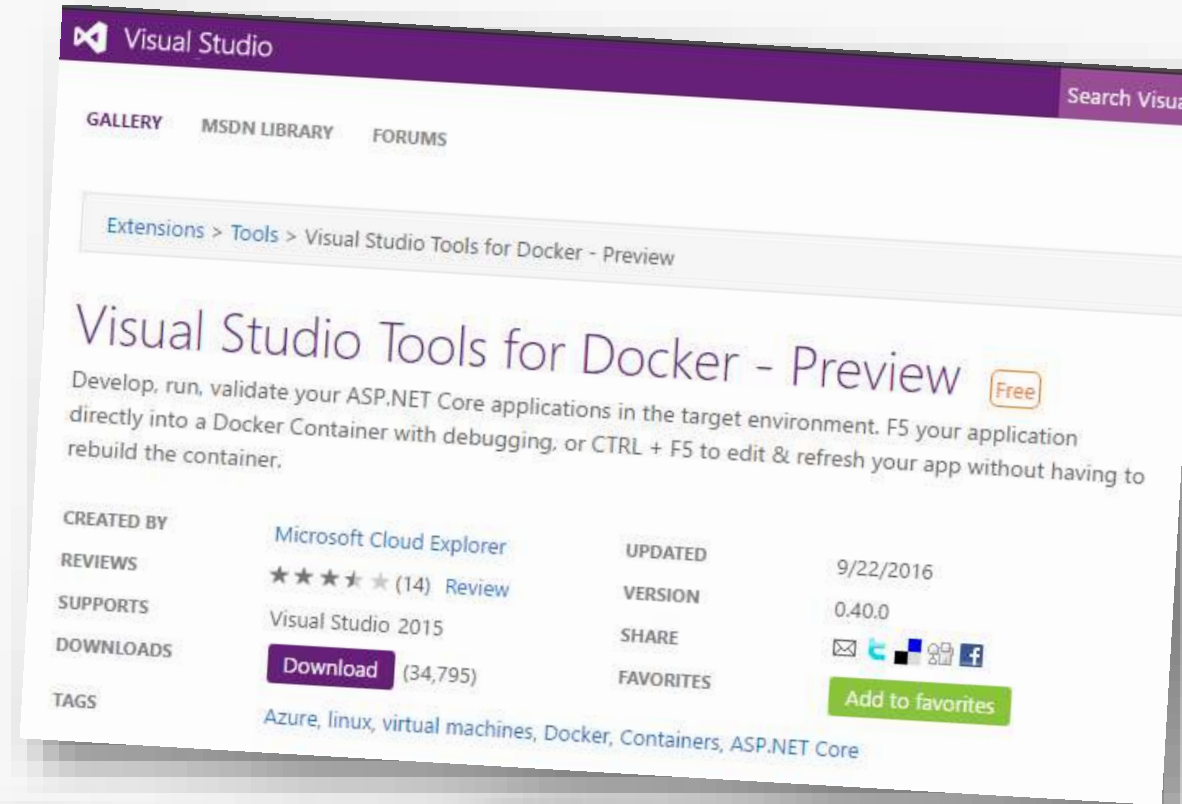 Visual Studio
Search Visua
GALLERY MSDN LIBRARY FORUMS
Extensions > Tools > Visual Studio Tools for Docker - Preview
Visual Studio Tools for Docker - Preview Free
Develop, run, validate your ASP.NET Core applications in the target environment. F5 your application
directly into a Docker Container with debugging, or CTRL + F5 to edit & refresh your app without having to
rebuild the container.
CREATED BY Microsoft Cloud Explorer UPDATED 9/22/2016
REVIEWS (14) Review VERSION 0.40.0
SUPPORTS Visual Studio 2015 SHARE
DOWNLOADS Download (34,795) FAVORITES Add to favorites
TAGS Azure, linux, virtual machines, Docker, Containers, ASP.NET Core